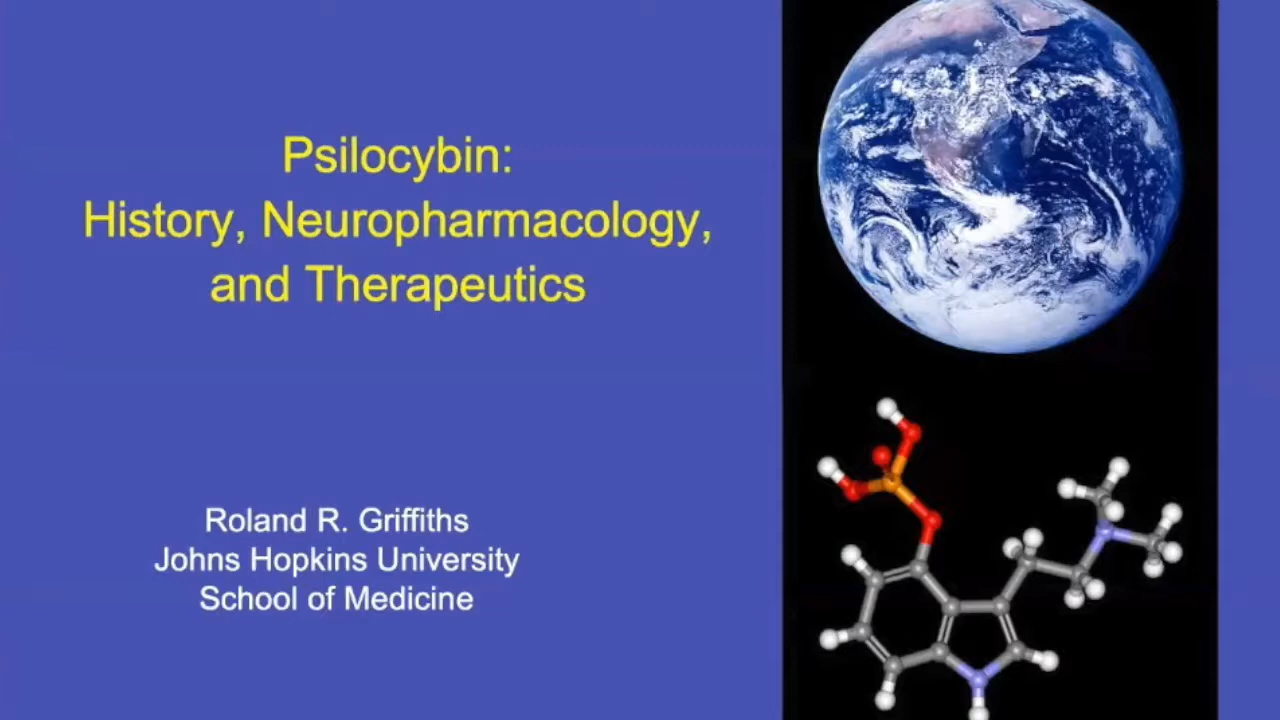 Psilocybin:
History, Neuropharmacology,
and Therapeutics
Roland R. Griffiths
Johns Hopkins University
School of Medicine